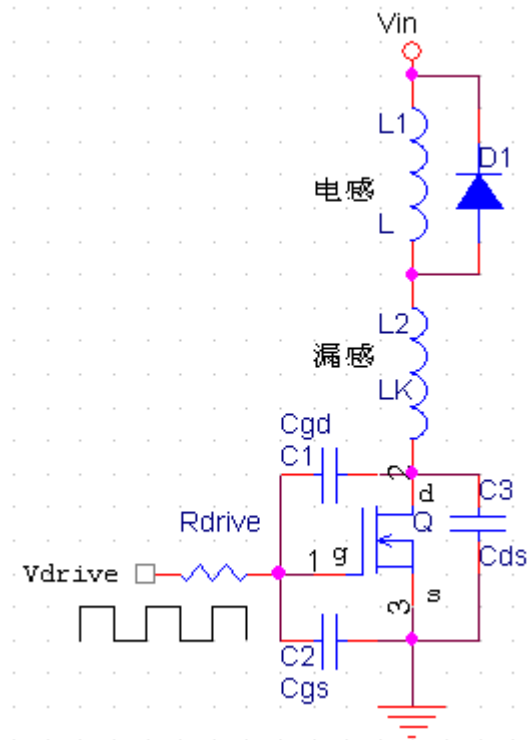 Vin
L1
D1
电感
L
L2
漏感
LK
Cgd
C1
2
d
C3
Rdrive
Q
Cds
1
g
Vdrive
3
s
C2
Cgs